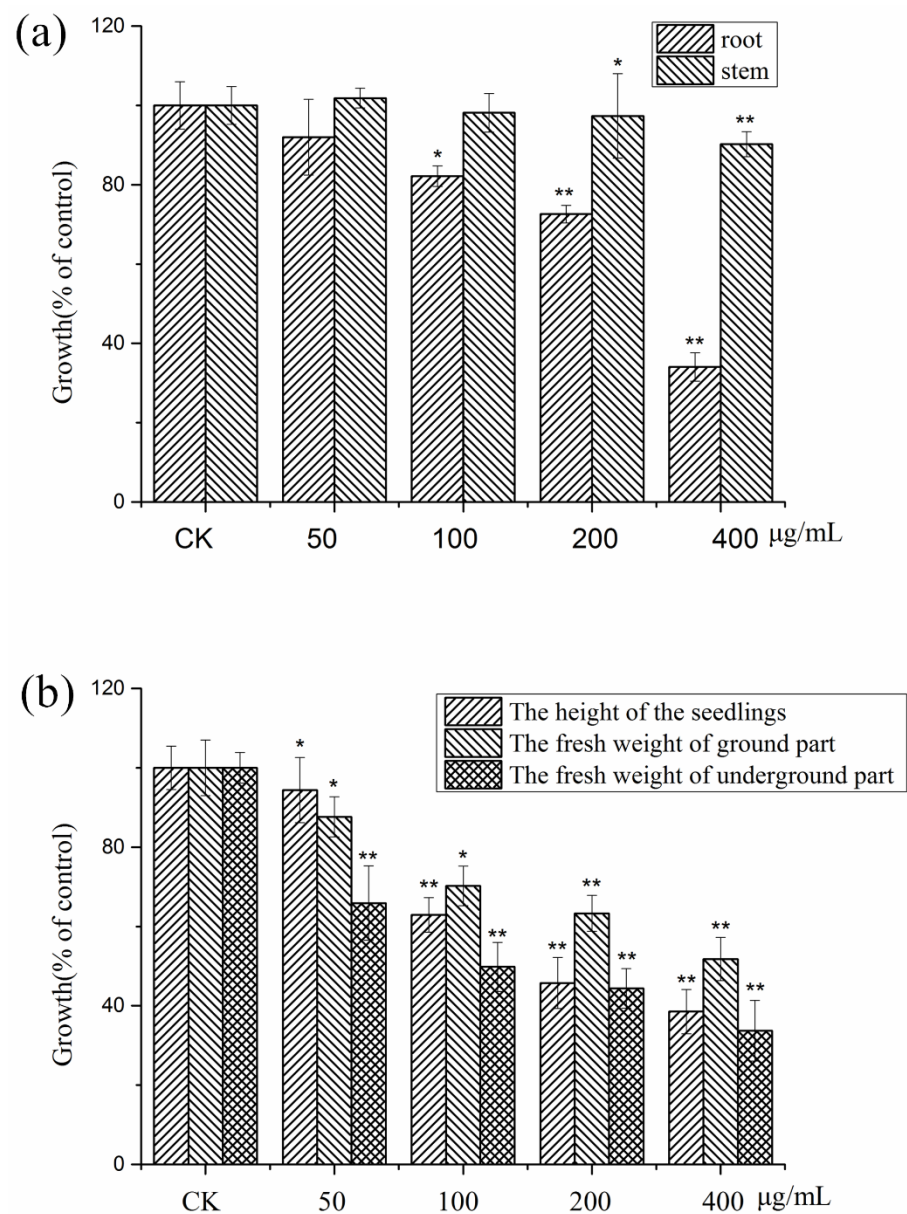 (a)
120
root
stem
*
**
*
80
**
Growth(% of control)
40
**
0
CK 50 100 200 400 μg/mL
(b)
120
The height of the seedlings
The fresh weight of ground part
The fresh weight of underground part
*
*
80
**
*
**
**
**
Growth(% of control)
**
**
**
**
40
**
0
CK 50 100 200 400 μg/mL